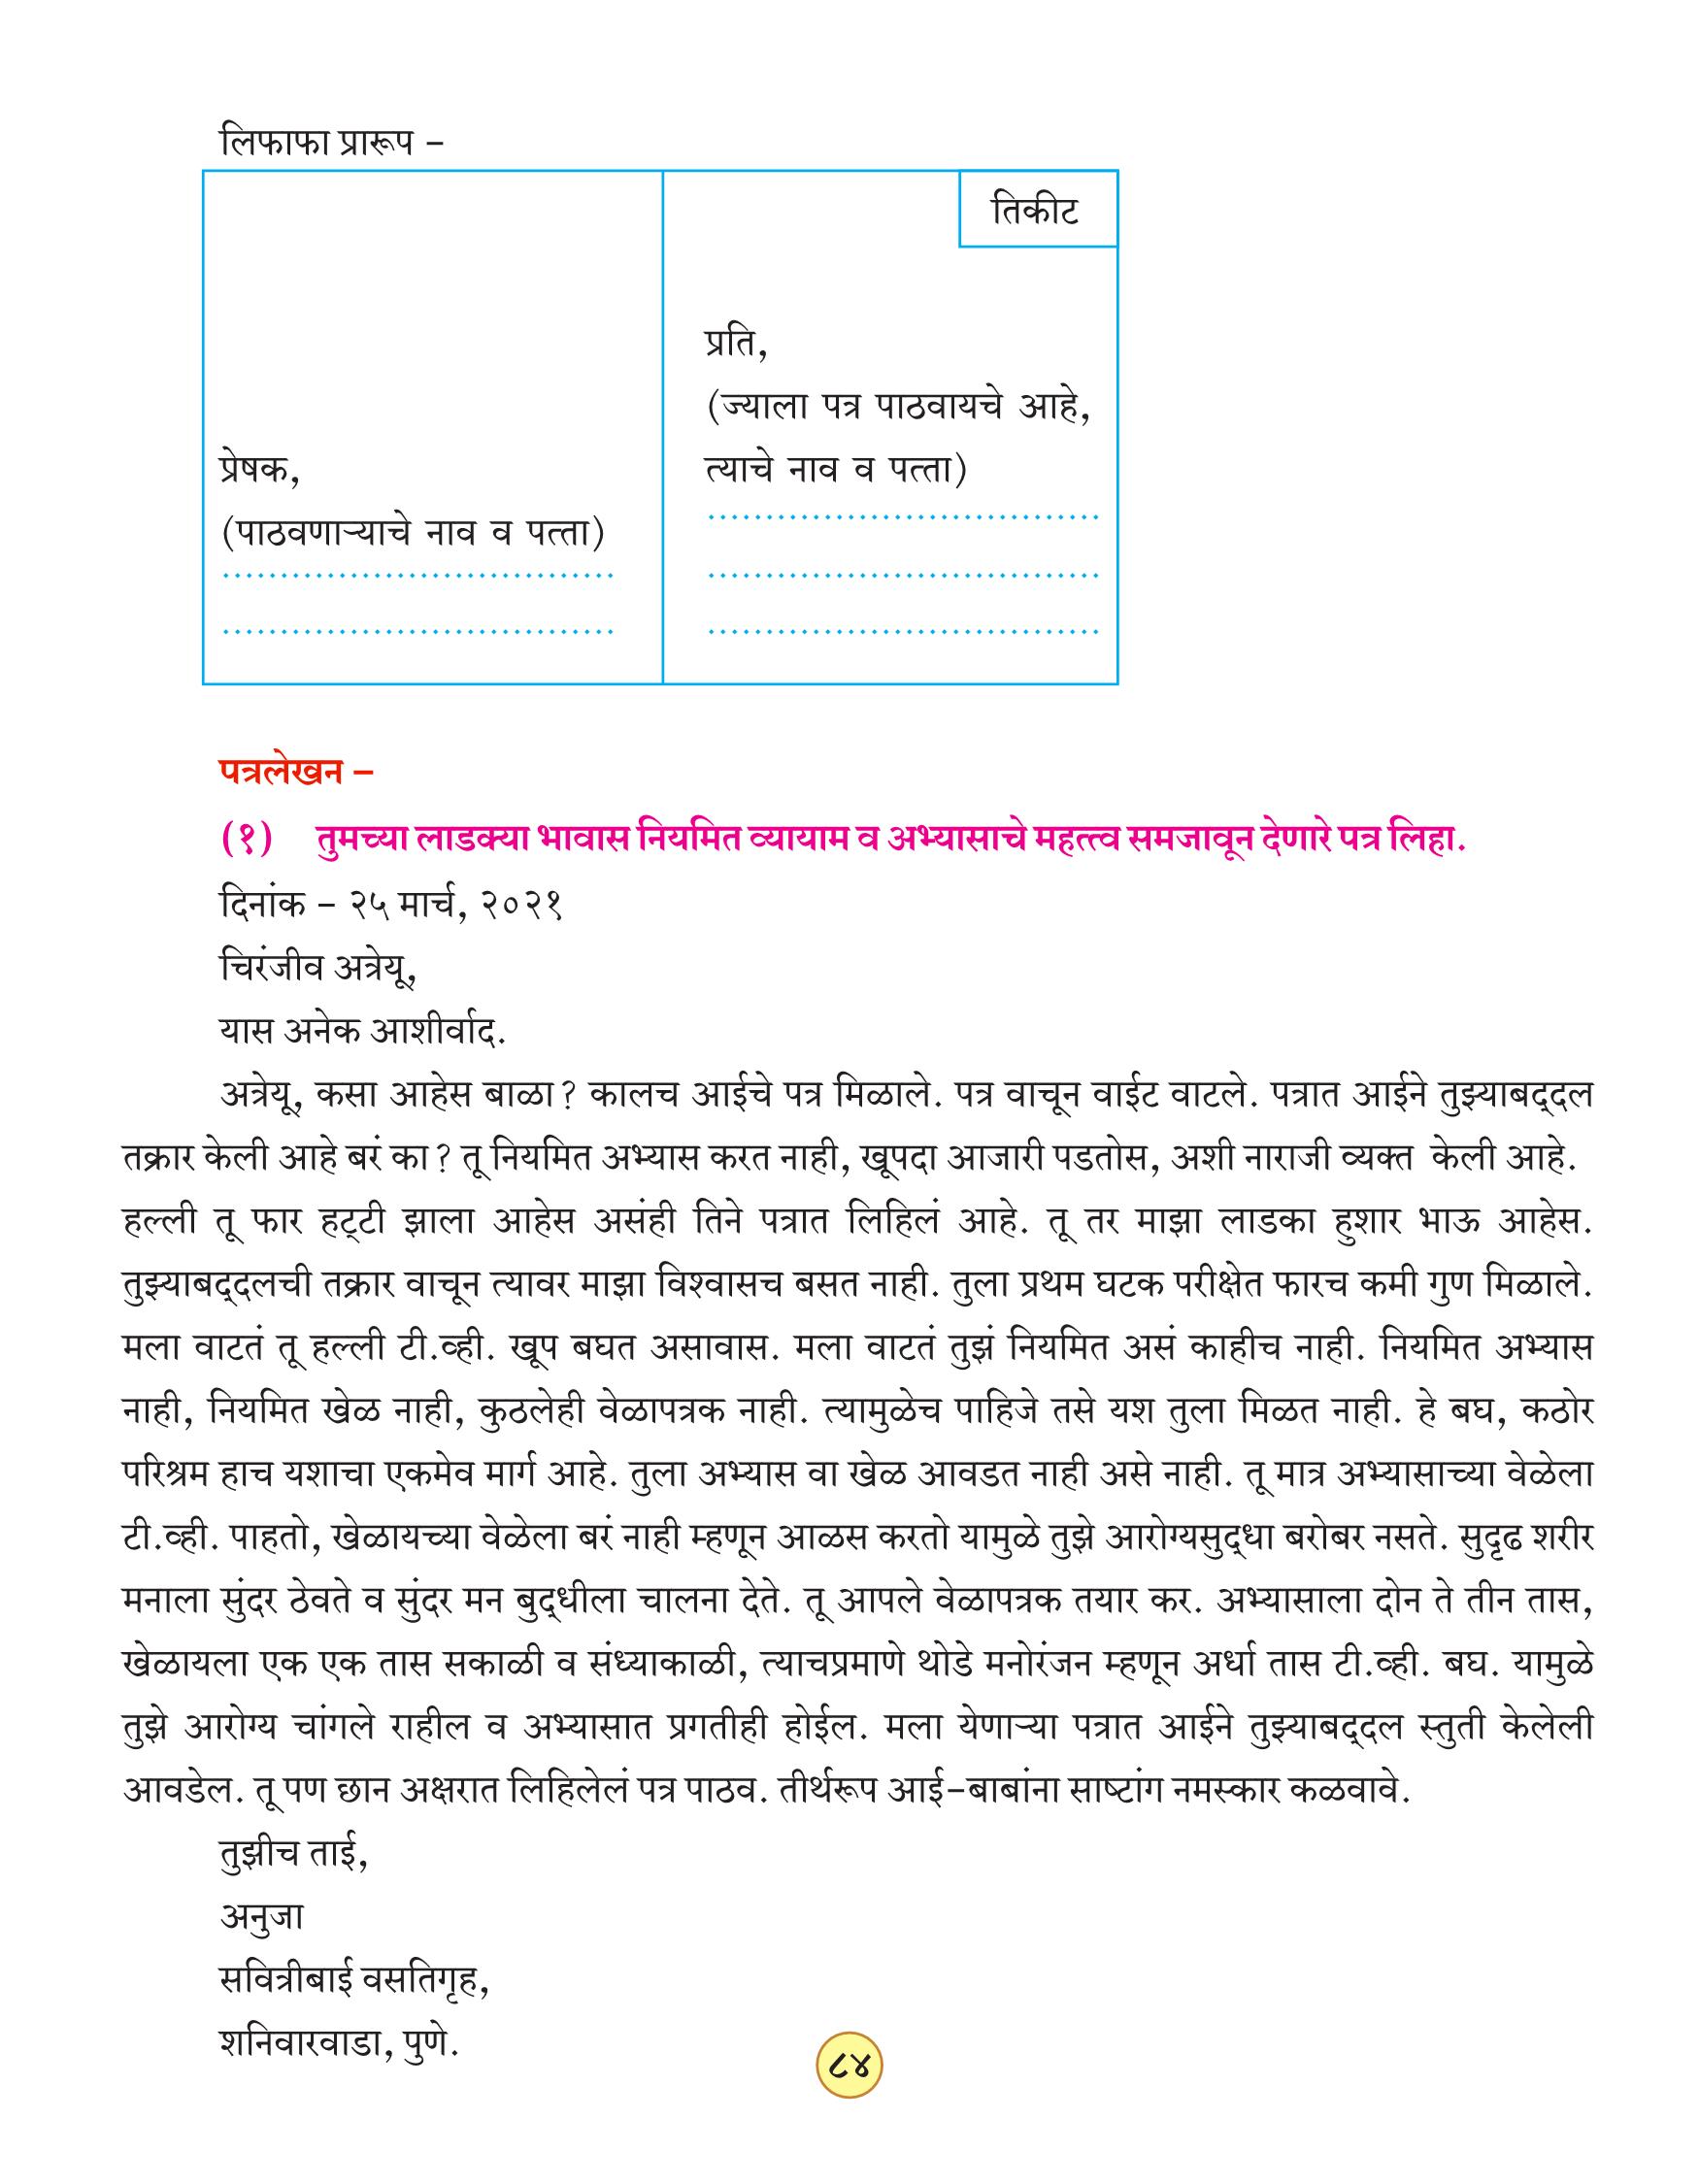 लिफाफा प्रारूप –
तिकीट
प्रेषक,
(पाठवणाऱ्याचे नाव व पत्ता)
प्रति,
(ज्याला पत्र पाठवायचे आहे,
त्याचे नाव व पत्ता)
पत्रलेखन –
(१) तुमच्या लाडक्या भावास नियमित व्यायाम व अभ्यासाचे महत्त्व समजावून देणारे पत्र लिहा.
दिनांक – २५ मार्च, २०२१
चिरंजीव अत्रेयू,
यास अनेक आशीर्वाद.
अत्रेयू, कसा आहेस बाळा? कालच आईचे पत्र मिळाले. पत्र वाचून वाईट वाटले. पत्रात आईने तुझ्याबद्‌दल
तक्रार केली आहे बरं का? तू नियमित अभ्यास करत नाही, खूपदा आजारी पडतोस, अशी नाराजी व्यक्त केली आहे.
हल्ली तू फार हट्‌टी झाला आहेस असंही तिने पत्रात लिहिलं आहे. तू तर माझा लाडका हुशार भाऊ आहेस.
तुझ्याबद्‌दलची तक्रार वाचून त्यावर माझा विश्वासच बसत नाही. तुला प्रथम घटक परीक्षेत फारच कमी गुण मिळाले.
मला वाटतं तू हल्ली टी.व्ही. खूप बघत असावास. मला वाटतं तुझं नियमित असं काहीच नाही. नियमित अभ्यास
नाही, नियमित खेळ नाही, कुठलेही वेळापत्रक नाही. त्यामुळेच पाहिजे तसे यश तुला मिळत नाही. हे बघ, कठोर
परिश्रम हाच यशाचा एकमेव मार्ग आहे. तुला अभ्यास वा खेळ आवडत नाही असे नाही. तू मात्र अभ्यासाच्या वेळेला
टी.व्ही. पाहतो, खेळायच्या वेळेला बरं नाही म्हणून आळस करतो यामुळे तुझे आरोग्यसुद्‌धा बरोबर नसते. सुदृढ शरीर
मनाला सुंदर ठेवते व सुंदर मन बुद्‌धीला चालना देते. तू आपले वेळापत्रक तयार कर. अभ्यासाला दोन ते तीन तास,
खेळायला एक एक तास सकाळी व संध्याकाळी, त्याचप्रमाणे थोडे मनोरंजन म्हणून अर्धा तास टी.व्ही. बघ. यामुळे
तुझे आरोग्य चांगले राहील व अभ्यासात प्रगतीही होईल. मला येणाऱ्या पत्रात आईने तुझ्याबद्‌दल स्तुती केलेली
आवडेल. तू पण छान अक्षरात लिहिलेलं पत्र पाठव. तीर्थरूप आई-बाबांना साष्टांग नमस्कार कळवावे.
तुझीच ताई,
अनुजा
सवित्रीबाई वसतिगृह,
शनिवारवाडा, पुणे.
८४